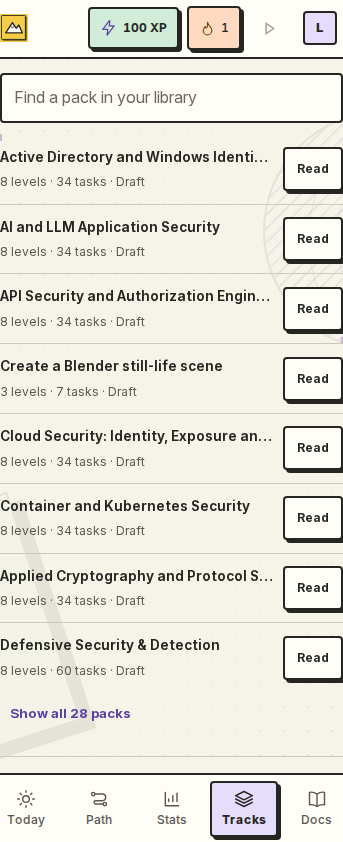 100 XP
1
L
Find a pack in your library
Active Directory and Windows Identi...
8 levels · 34 tasks · Draft
Read
AI and LLM Application Security
8 levels · 34 tasks · Draft
Read
API Security and Authorization Engin...
8 levels · 34 tasks · Draft
Read
Create a Blender still-life scene
3 levels · 7 tasks · Draft
Read
Cloud Security: Identity, Exposure an...
8 levels · 34 tasks · Draft
Read
Container and Kubernetes Security
8 levels · 34 tasks · Draft
Read
Applied Cryptography and Protocol S...
8 levels · 34 tasks · Draft
Read
Defensive Security & Detection
8 levels · 60 tasks · Draft
Read
Show all 28 packs
Today
Path
Stats
Tracks
Docs